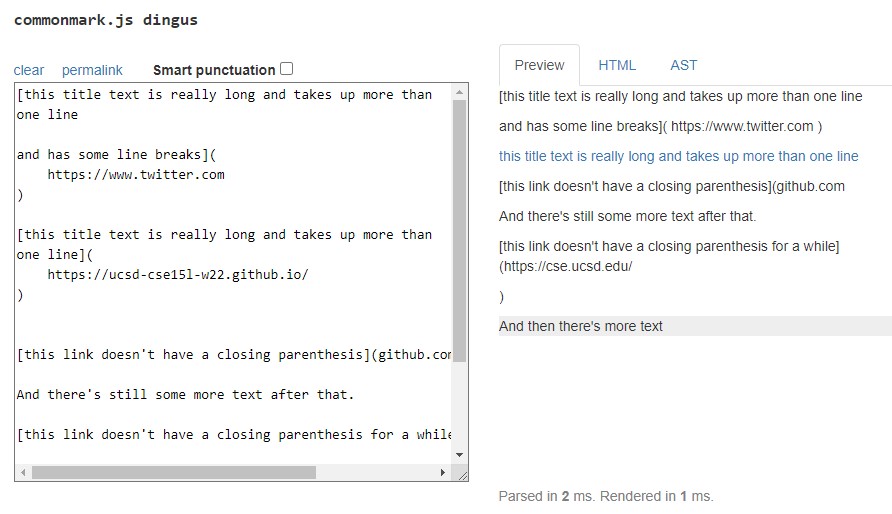 commonmark.js dingus
clear permalink Smart punctuation
[this title text is really long and takes up more than
one line
and has some line breaks](
https://www.twitter.com
)
[this title text is really long and takes up more than
one line](
https://ucsd-cse15l-w22.github.io/
)
[this link doesn't have a closing parenthesis](github.com
And there's still some more text after that.
[this link doesn't have a closing parenthesis for a while
Preview HTML AST
[this title text is really long and takes up more than one line
and has some line breaks]( https://www.twitter.com )
this title text is really long and takes up more than one line
[this link doesn't have a closing parenthesis](github.com
And there's still some more text after that.
[this link doesn't have a closing parenthesis for a while]
(https://cse.ucsd.edu/
)
And then there's more text
Parsed in 2 ms. Rendered in 1 ms.